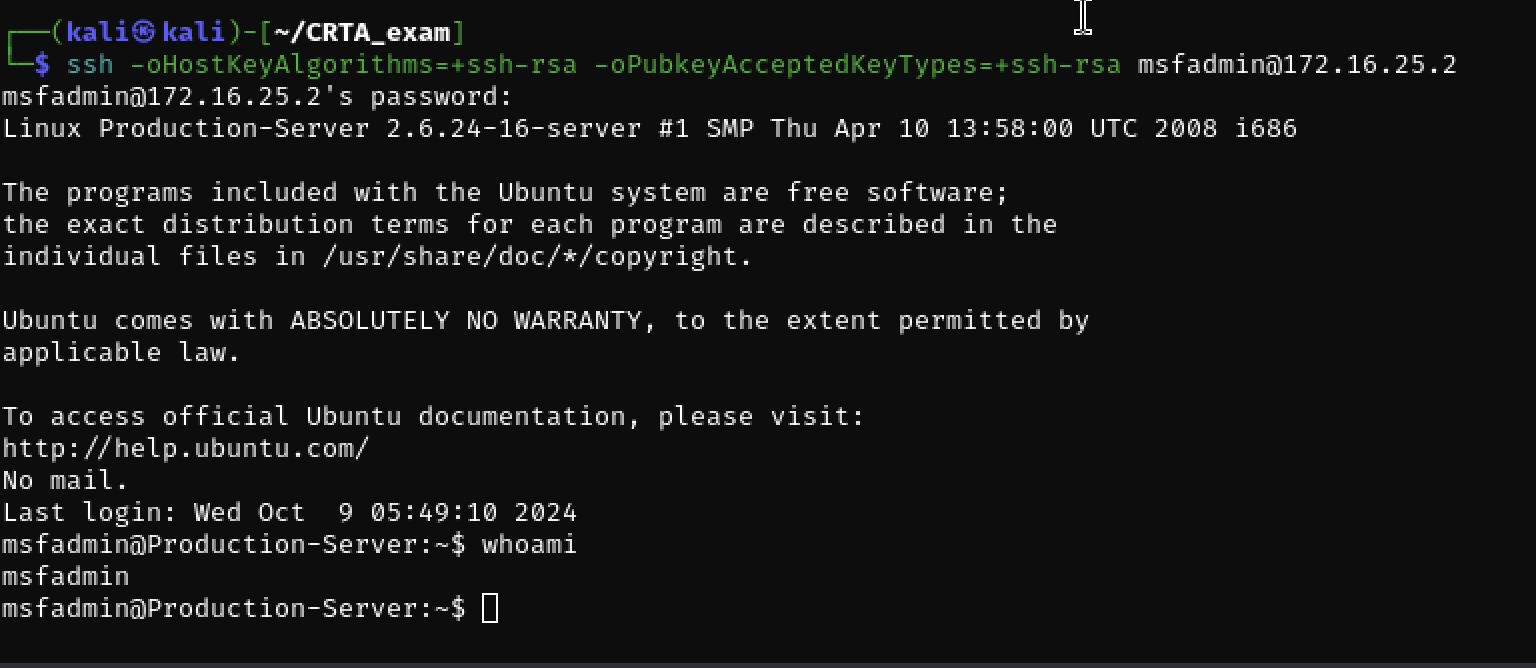 ┌──(kali㉿kali)-[~/CRTA_exam]
└─$ ssh -oHostKeyAlgorithms=+ssh-rsa -oPubkeyAcceptedKeyTypes=+ssh-rsa msfadmin@172.16.25.2
msfadmin@172.16.25.2's password:
Linux Production-Server 2.6.24-16-server #1 SMP Thu Apr 10 13:58:00 UTC 2008 i686
The programs included with the Ubuntu system are free software;
the exact distribution terms for each program are described in the
individual files in /usr/share/doc/*/copyright.
Ubuntu comes with ABSOLUTELY NO WARRANTY, to the extent permitted by
applicable law.
To access official Ubuntu documentation, please visit:
http://help.ubuntu.com/
No mail.
Last login: Wed Oct  9 05:49:10 2024
msfadmin@Production-Server:~$ whoami
msfadmin
msfadmin@Production-Server:~$